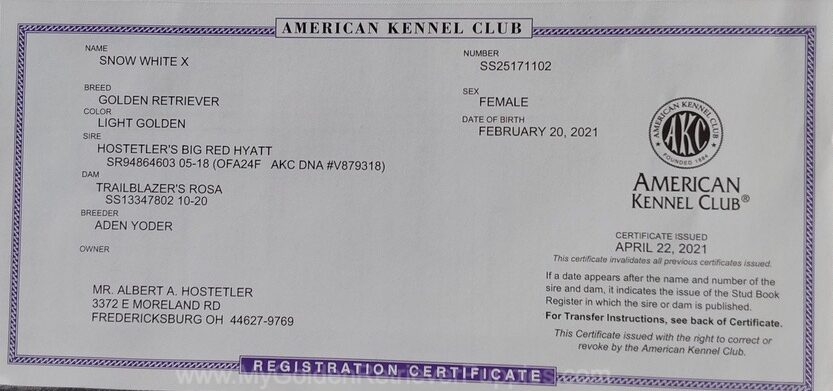 AMERICAN KENNEL CLUB
NAME
SNOW WHITE X
NUMBER
SS25171102
BREED
GOLDEN RETRIEVER
SEX
FEMALE
COLOR
LIGHT GOLDEN
DATE OF BIRTH
FEBRUARY 20, 2021
SIRE
HOSTETLER'S BIG RED HYATT
SR94864603 05-18 (OFA24F AKC DNA #V879318)
DAM
TRAILBLAZER'S ROSA
SS13347802 10-20
BREEDER
ADEN YODER
OWNER
MR. ALBERT A. HOSTETLER
3372 E MORELAND RD
FREDERICKSBURG OH 44627-9769
AMERICAN KENNEL CLUB
AKC
FOUNDED 1884
AMERICAN
KENNEL CLUB®
CERTIFICATE ISSUED
APRIL 22, 2021
This certificate invalidates all previous certificates issued.
If a date appears after the name and number of the
sire and dam, it indicates the issue of the Stud Book
Register in which the sire or dam is published.
For Transfer Instructions, see back of Certificate.
This Certificate issued with the right to correct or
revoke by the American Kennel Club.
REGISTRATION CERTIFICATE